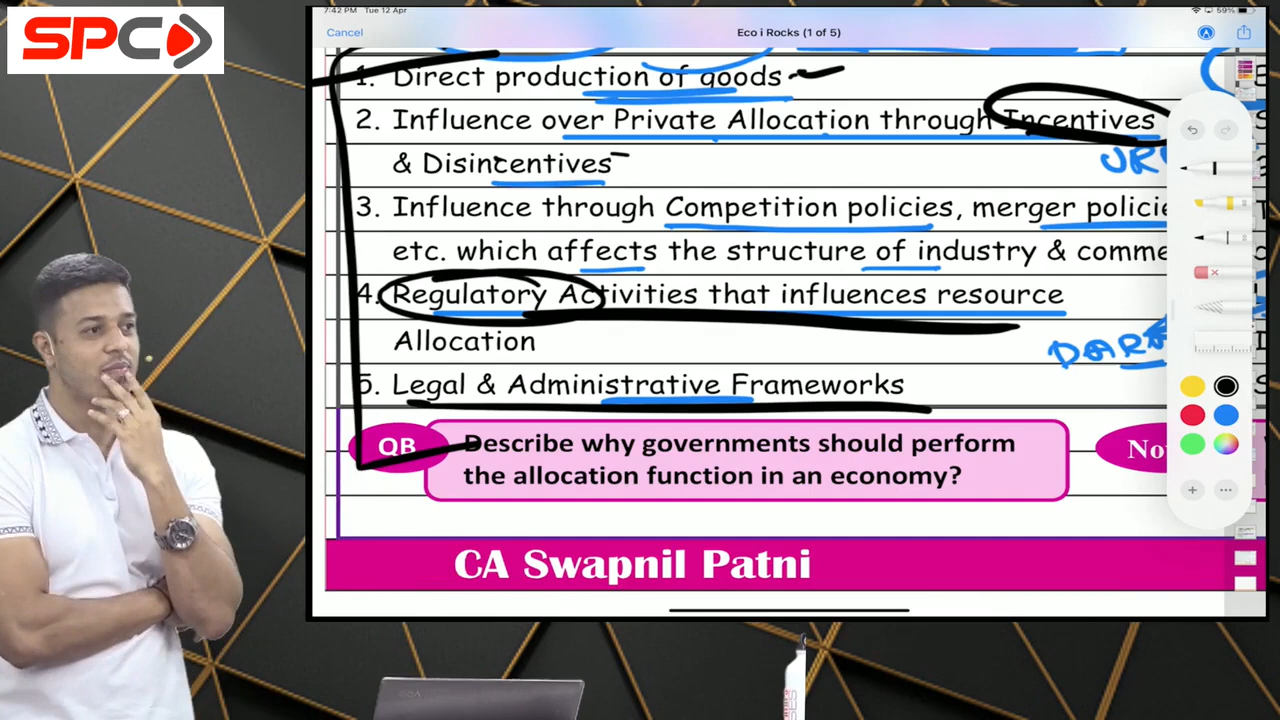 SPC
7:42 PM Tue 12 Apr
59%
Cancel
Eco i Rocks (1 of 5)
1. Direct production of goods
2. Influence over Private Allocation through Incentives
& Disincentives
3. Influence through Competition policies, merger
etc. which affects the structure of industry &
4. Regulatory Activities that influences resource
Allocation
5. Legal & Administrative Frameworks
QB
Describe why governments should perform
the allocation function in an economy?
CA Swapnil Patni